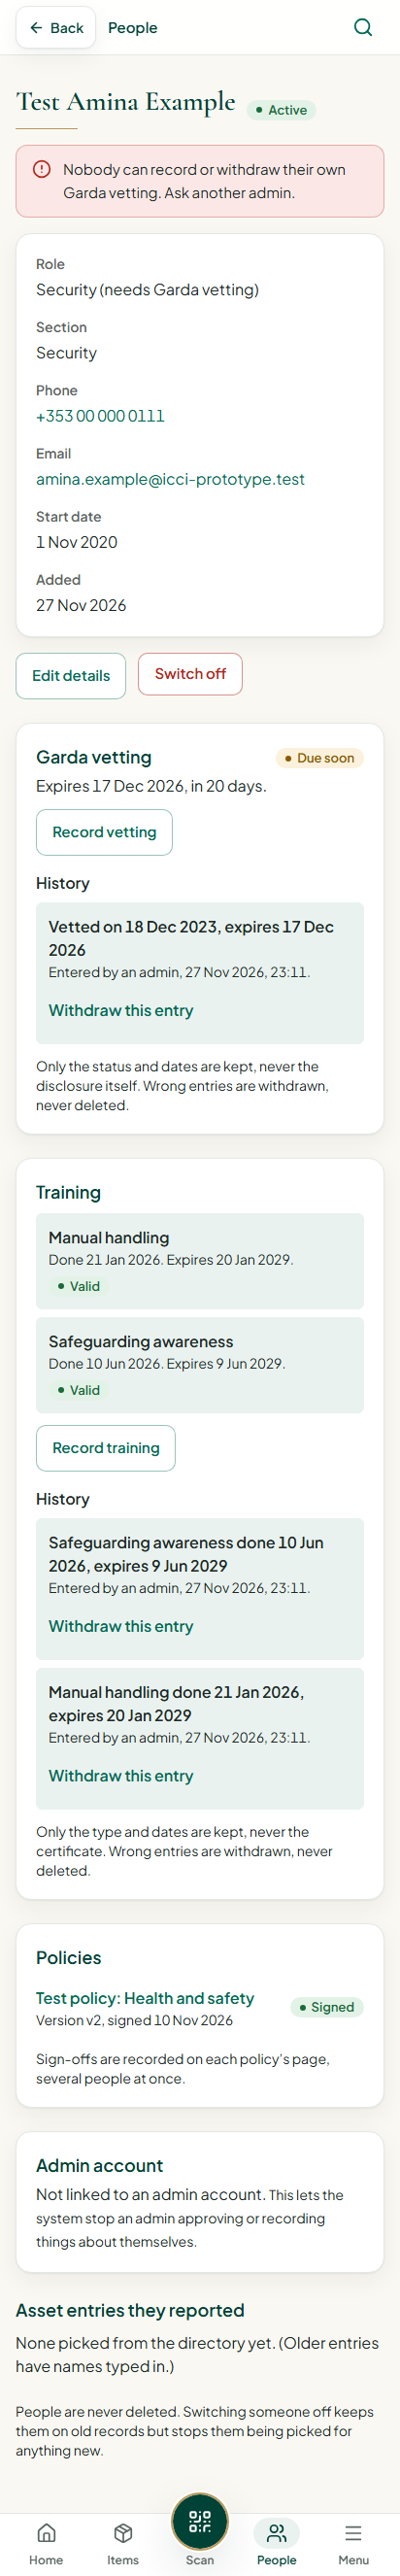 Back
People
Test Amina Example
Active
Nobody can record or withdraw their own
Garda vetting. Ask another admin.
Role
Security (needs Garda vetting)
Section
Security
Phone
+353 00 000 0111
Email
amina.example@icci-prototype.test
Start date
1 Nov 2020
Added
27 Nov 2026
Edit details
Switch off
Garda vetting
Due soon
Expires 17 Dec 2026, in 20 days.
Record vetting
History
Vetted on 18 Dec 2023, expires 17 Dec
2026
Entered by an admin, 27 Nov 2026, 23:11.
Withdraw this entry
Only the status and dates are kept, never the
disclosure itself. Wrong entries are withdrawn,
never deleted.
Training
Manual handling
Done 21 Jan 2026. Expires 20 Jan 2029.
Valid
Safeguarding awareness
Done 10 Jun 2026. Expires 9 Jun 2029.
Valid
Record training
History
Safeguarding awareness done 10 Jun
2026, expires 9 Jun 2029
Entered by an admin, 27 Nov 2026, 23:11.
Withdraw this entry
Manual handling done 21 Jan 2026,
expires 20 Jan 2029
Entered by an admin, 27 Nov 2026, 23:11.
Withdraw this entry
Only the type and dates are kept, never the
certificate. Wrong entries are withdrawn, never
deleted.
Policies
Test policy: Health and safety
Version v2, signed 10 Nov 2026
Signed
Sign-offs are recorded on each policy's page,
several people at once.
Admin account
Not linked to an admin account. This lets the
system stop an admin approving or recording
things about themselves.
Asset entries they reported
None picked from the directory yet. (Older entries
have names typed in.)
People are never deleted. Switching someone off keeps
them on old records but stops them being picked for
anything new.
Home
Items
Scan
People
Menu